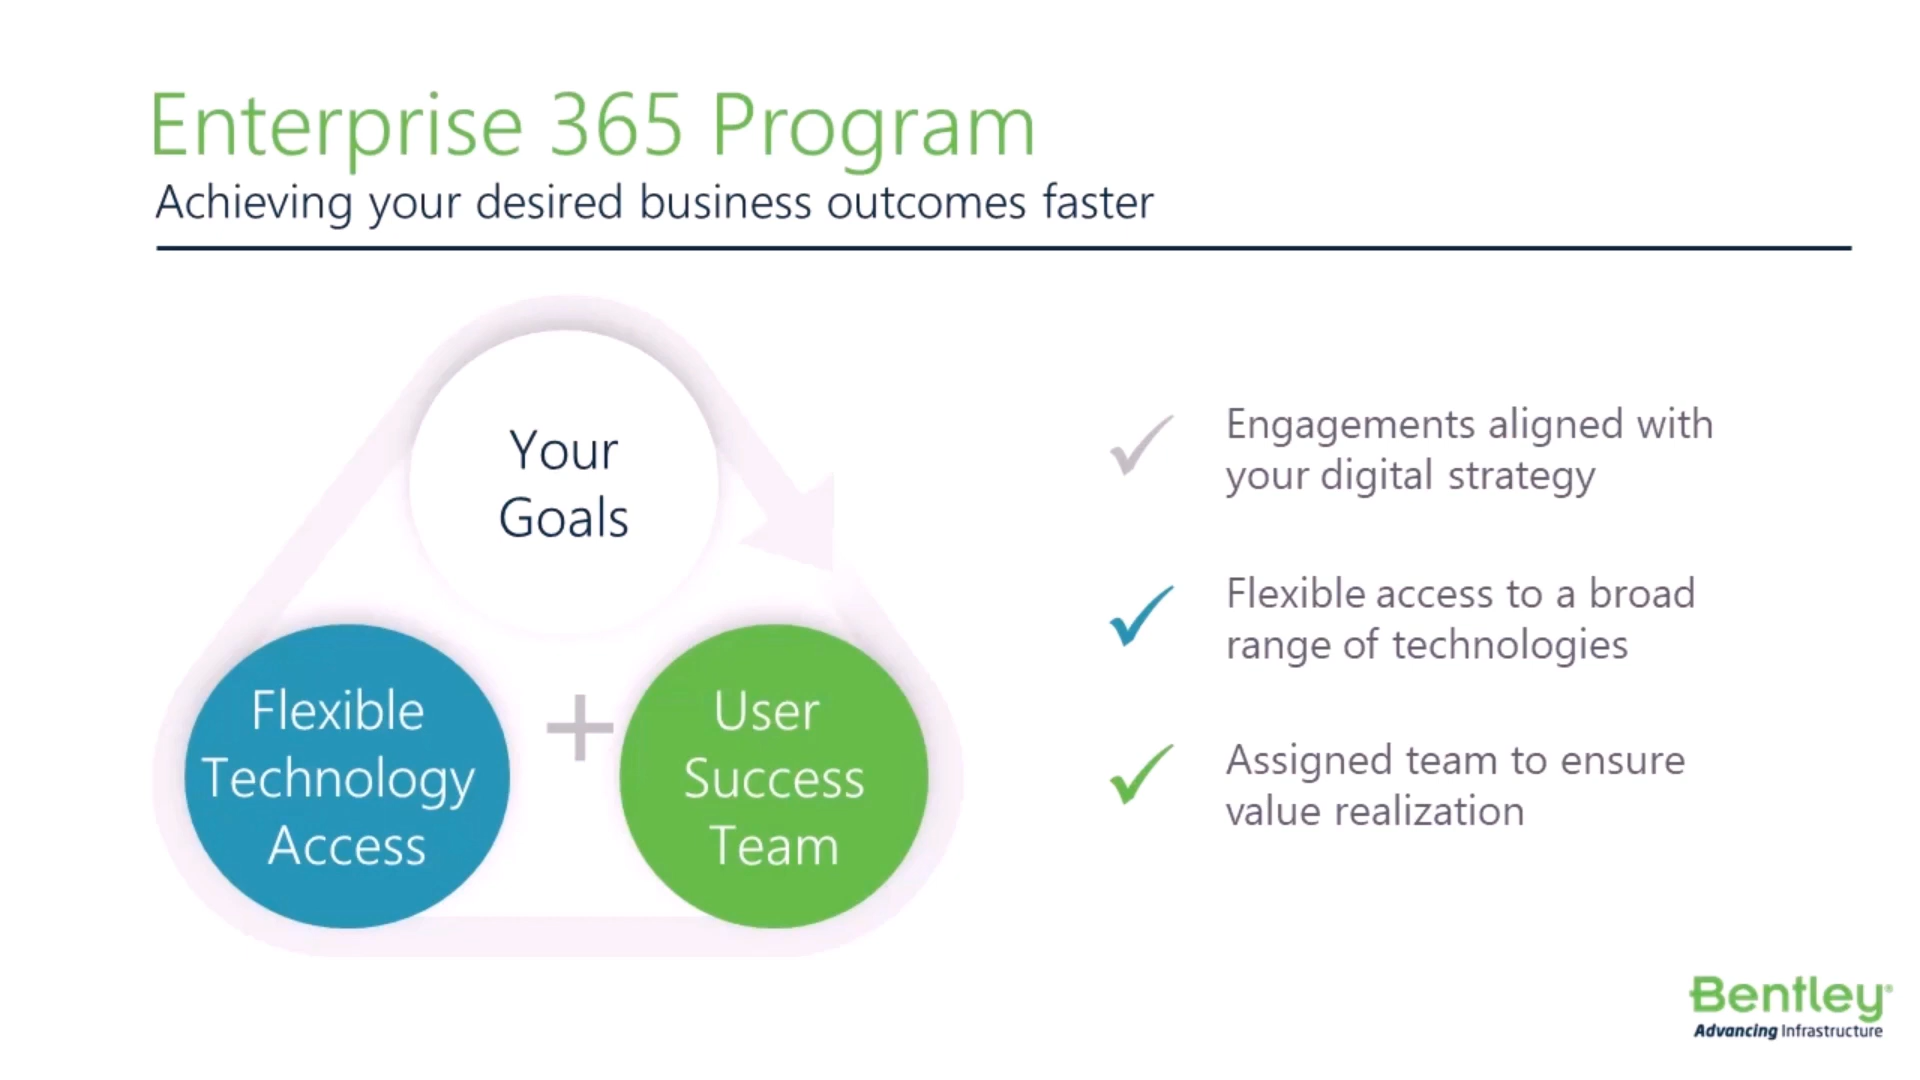 Enterprise 365 Program
Achieving your desired business outcomes faster
Your
Goals
Flexible
Technology
Access
+
User
Success
Team
Engagements aligned with
your digital strategy
Flexible access to a broad
range of technologies
Assigned team to ensure
value realization
Bentley®
Advancing Infrastructure